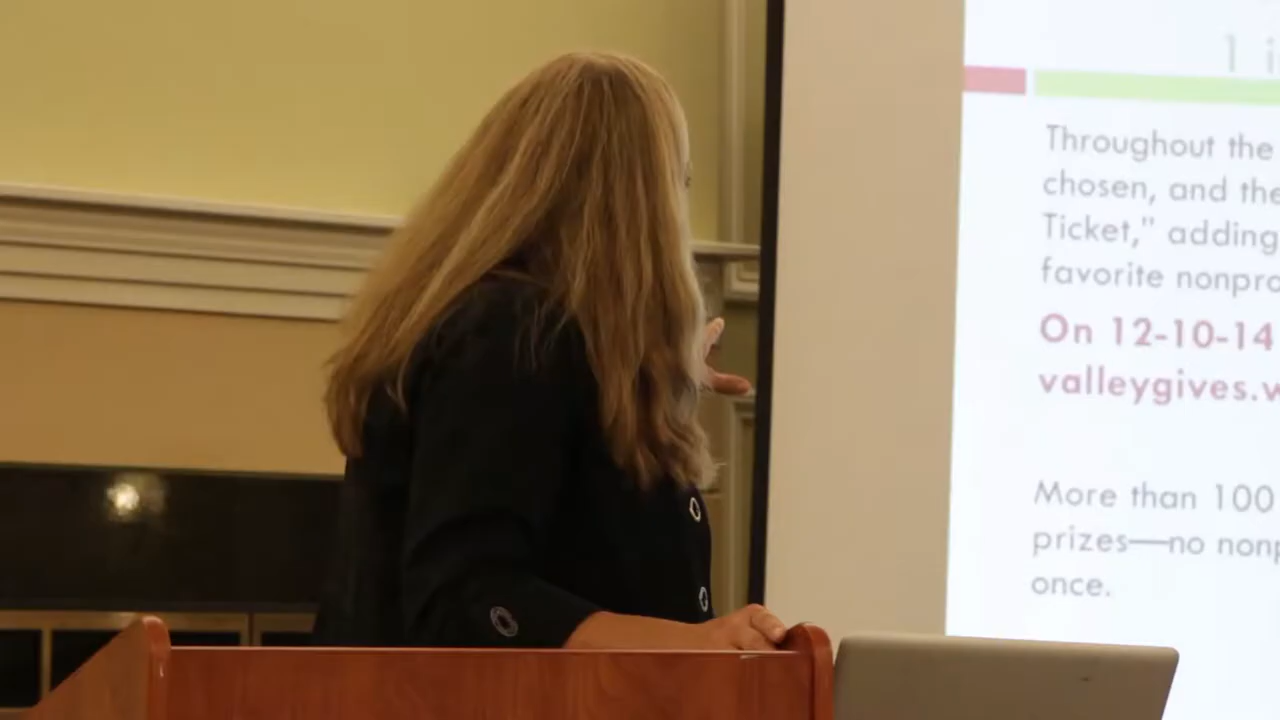 Throughout the
chosen, and the
Ticket," adding
favorite nonpro
On 12-10-14
valleygives.w
More than 100
prizes—no nonp
once.